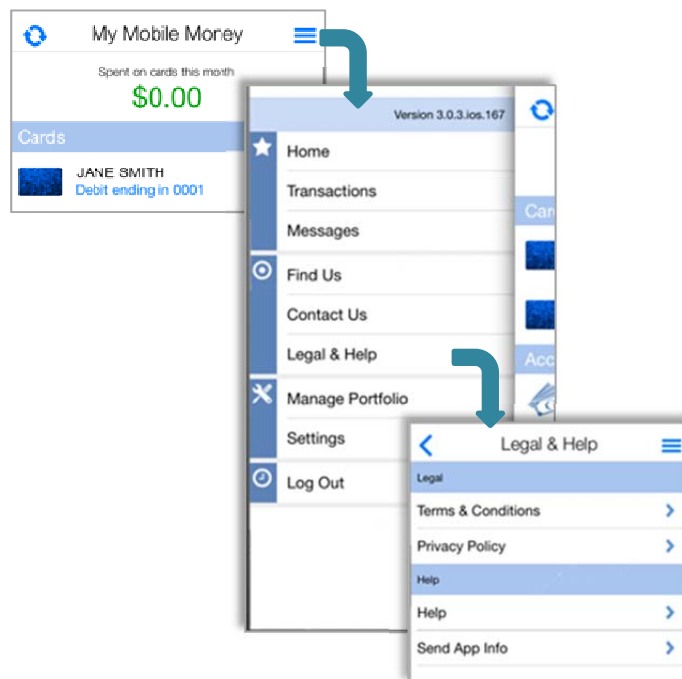 My Mobile Money
Spent on cards this month
$0.00
Cards
JANE SMITH
Debit ending in 0001
Version 3.0.3.ios.167
Home
Transactions
Messages
Find Us
Contact Us
Legal & Help
Manage Portfolio
Settings
Log Out
Car
Acc
Legal & Help
Legal
Terms & Conditions
Privacy Policy
Help
Help
Send App Info